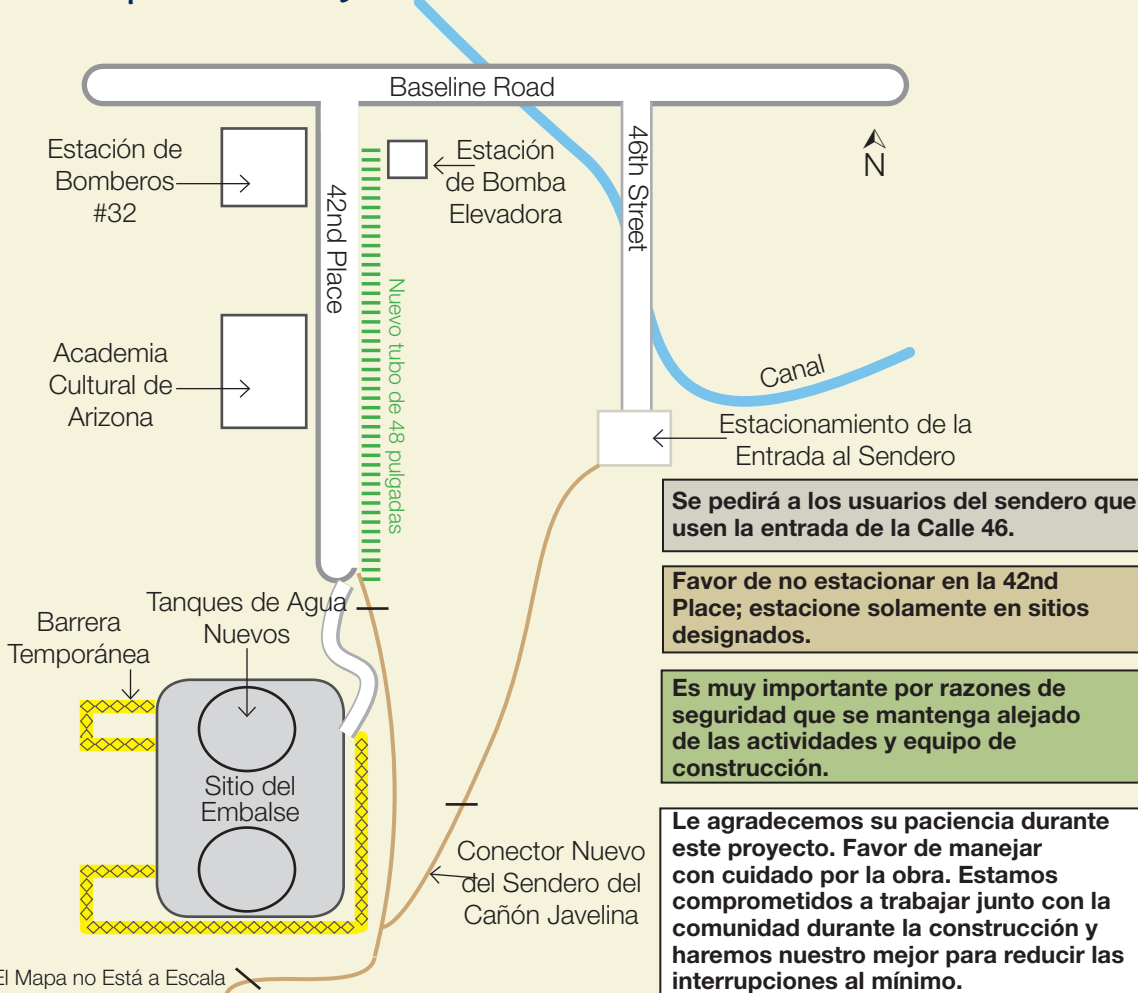 Baseline Road
Estación de
Bomberos
#32
42nd Place
Estación
de Bomba
Elevadora
46th Street
N
Nuevo tubo de 48 pulgadas
Academia
Cultural de
Arizona
Canal
Estacionamiento de la
Entrada al Sendero
Se pedirá a los usuarios del sendero que
usen la entrada de la Calle 46.
Favor de no estacionar en la 42nd
Place; estacione solamente en sitios
designados.
Es muy importante por razones de
seguridad que se mantenga alejado
de las actividades y equipo de
construcción.
Le agradecemos su paciencia durante
este proyecto. Favor de manejar
con cuidado por la obra. Estamos
comprometidos a trabajar junto con la
comunidad durante la construcción y
haremos nuestro mejor para reducir las
interrupciones al mínimo.
Tanques de Agua
Nuevos
Barrera
Temporánea
Sitio del
Embalse
Conector Nuevo
del Sendero del
Cañón Javelina
El Mapa no Está a Escala